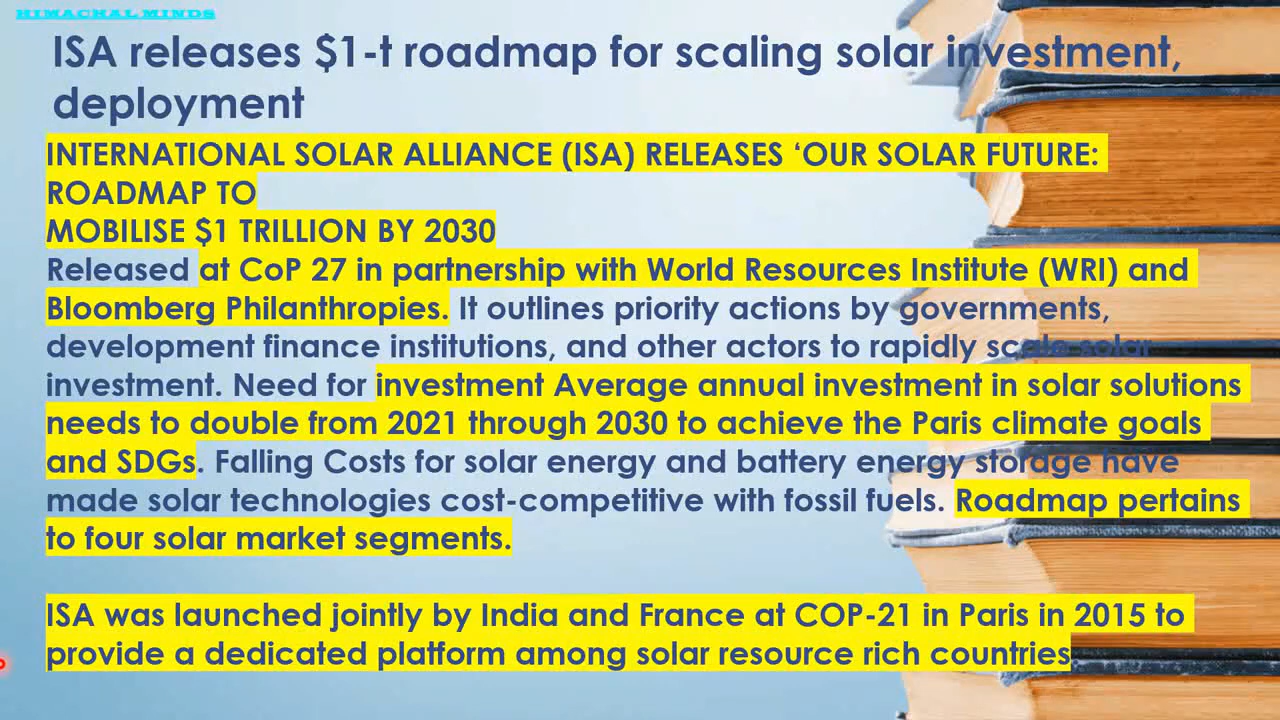 HIMACHAL MINDS
ISA releases $1-t roadmap for scaling solar investment,
deployment
INTERNATIONAL SOLAR ALLIANCE (ISA) RELEASES ‘OUR SOLAR FUTURE:
ROADMAP TO
MOBILISE $1 TRILLION BY 2030
Released at CoP 27 in partnership with World Resources Institute (WRI) and
Bloomberg Philanthropies. It outlines priority actions by governments,
development finance institutions, and other actors to rapidly scale solar
investment. Need for investment Average annual investment in solar solutions
needs to double from 2021 through 2030 to achieve the Paris climate goals
and SDGs. Falling Costs for solar energy and battery energy storage have
made solar technologies cost-competitive with fossil fuels. Roadmap pertains
to four solar market segments.
ISA was launched jointly by India and France at COP-21 in Paris in 2015 to
provide a dedicated platform among solar resource rich countries.